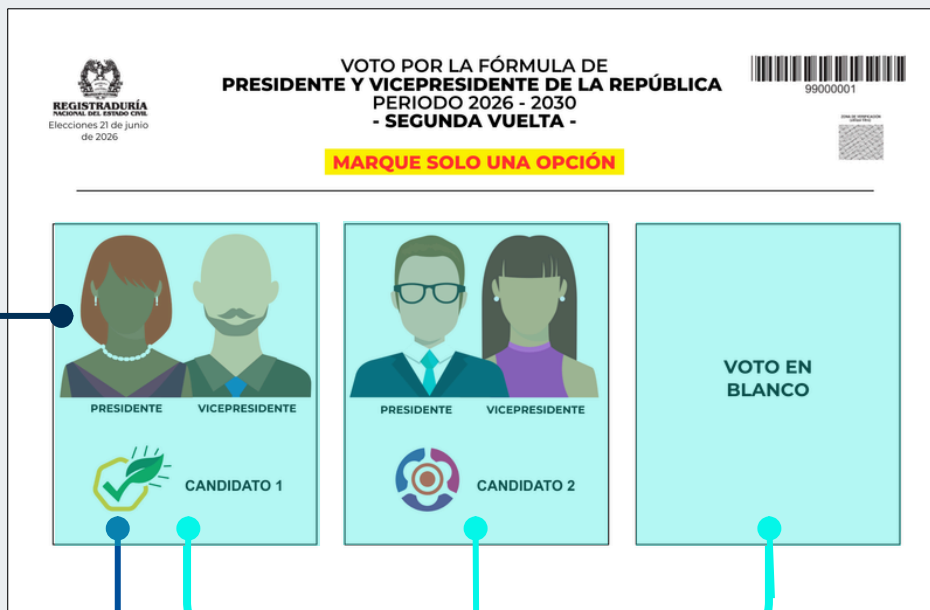 REGISTRADURÍA
NACIONAL DEL ESTADO CIVIL
Elecciones 21 de junio
de 2026
VOTO POR LA FÓRMULA DE
PRESIDENTE Y VICEPRESIDENTE DE LA REPÚBLICA
PERIODO 2026 - 2030
- SEGUNDA VUELTA -
MARQUE SOLO UNA OPCIÓN
99000001
PRESIDENTE VICEPRESIDENTE
CANDIDATO 1
PRESIDENTE VICEPRESIDENTE
CANDIDATO 2
VOTO EN
BLANCO